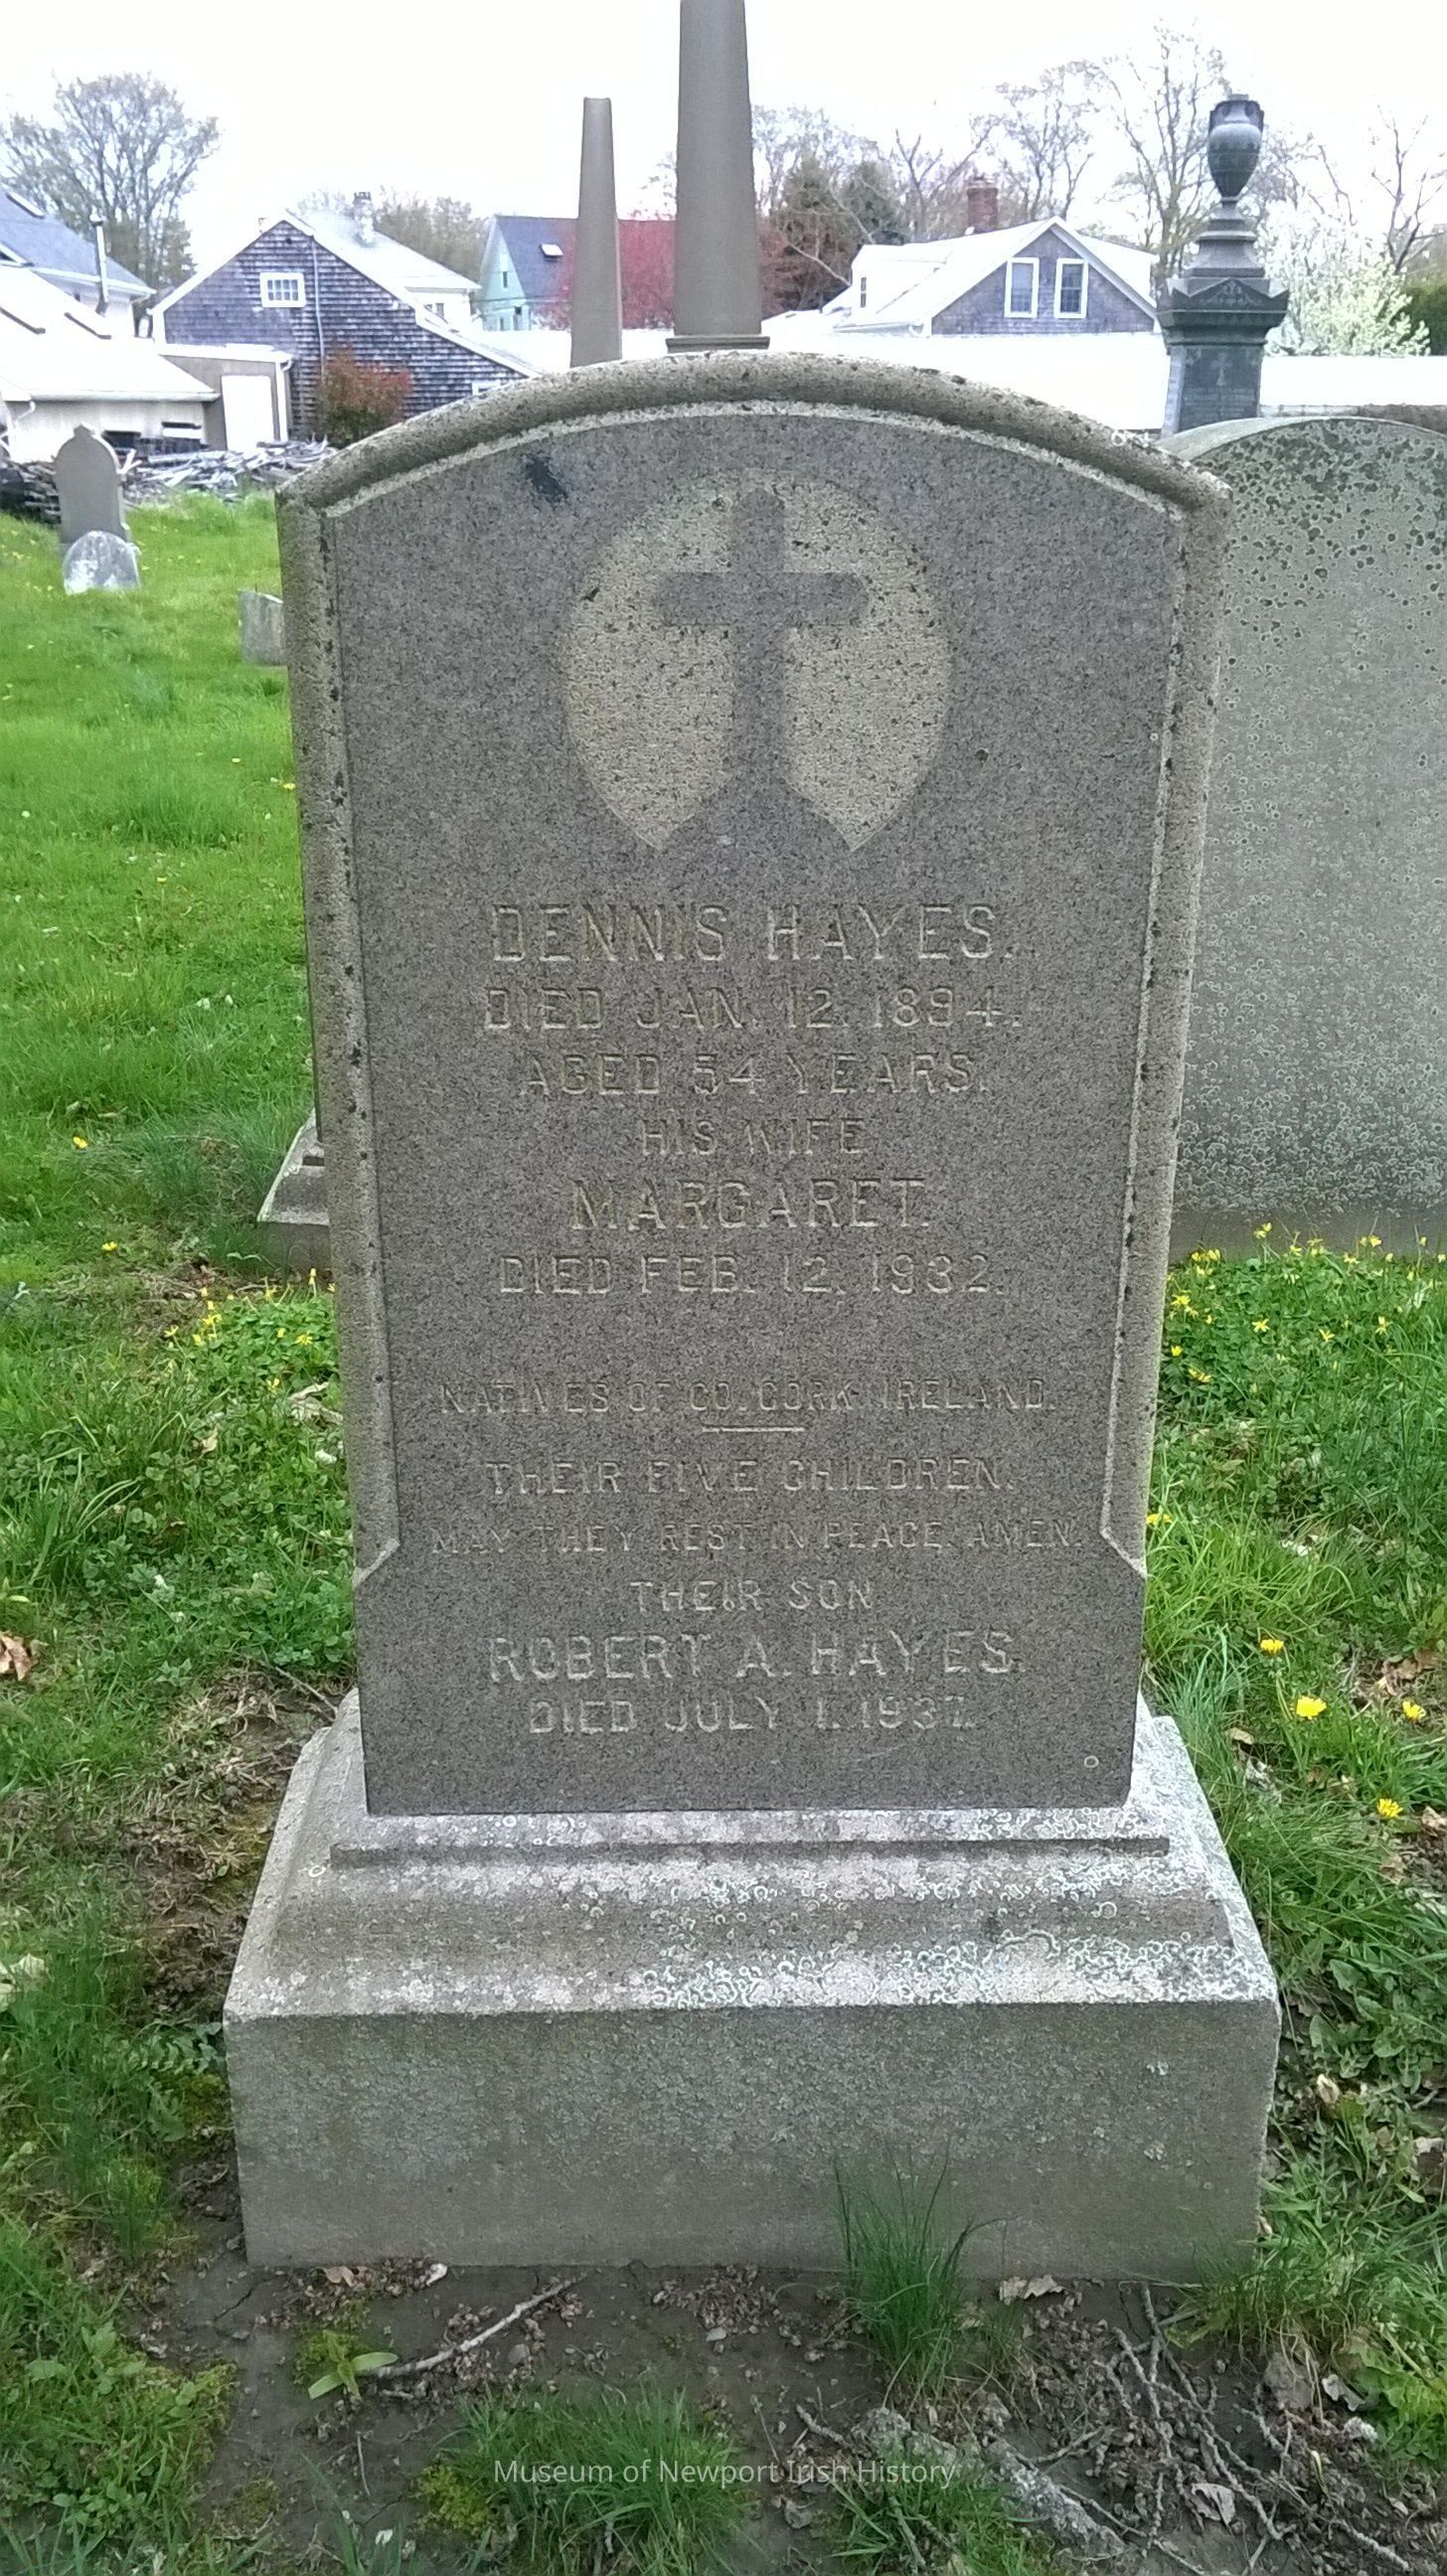 DENNIS HAYES.
DIED JAN. 12. 1894.
AGED 54 YEARS.
HIS WIFE
MARGARET.
DIED FEB. 12, 1932.
NATIVES OF CO. CORK IRELAND.
THEIR FIVE CHILDREN.
MAY THEY REST IN PEACE. AMEN.
THEIR SON
ROBERT A. HAYES.
DIED JULY 1. 1937.
Museum of Newport Irish History